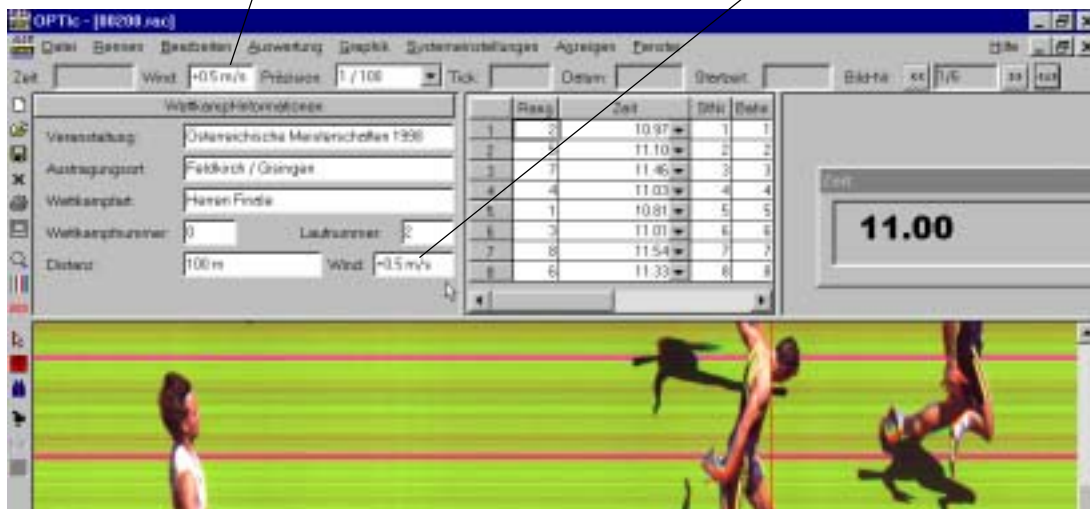 OPTIc - [00200.rac]
Datei Rennen Bearbeiten Auswertung Graphik Systemeinstellungen Anzeigen Fenster Hilfe
Zeit: Wind: +0.5 m/s Präzision: 1 / 100 Tick: Datum: Startzeit: Bild-Nr. << 1/6 >>
Wettkampf-Informationen
Veranstaltung: Österreichische Meisterschaften 1998
Austragungsort: Feldkirch / Gisingen
Wettkampfart: Herren Finale
Wettkampfnummer: 0 Laufnummer: 2
Distanz: 100 m Wind: +0.5 m/s
Rang Zeit StNr Bahn
1 2 10.97 1 1
2 5 11.10 2 2
3 7 11.46 3 3
4 4 11.03 4 4
5 1 10.81 5 5
6 3 11.01 6 6
7 8 11.54 7 7
8 6 11.33 8 8
Zeit
11.00